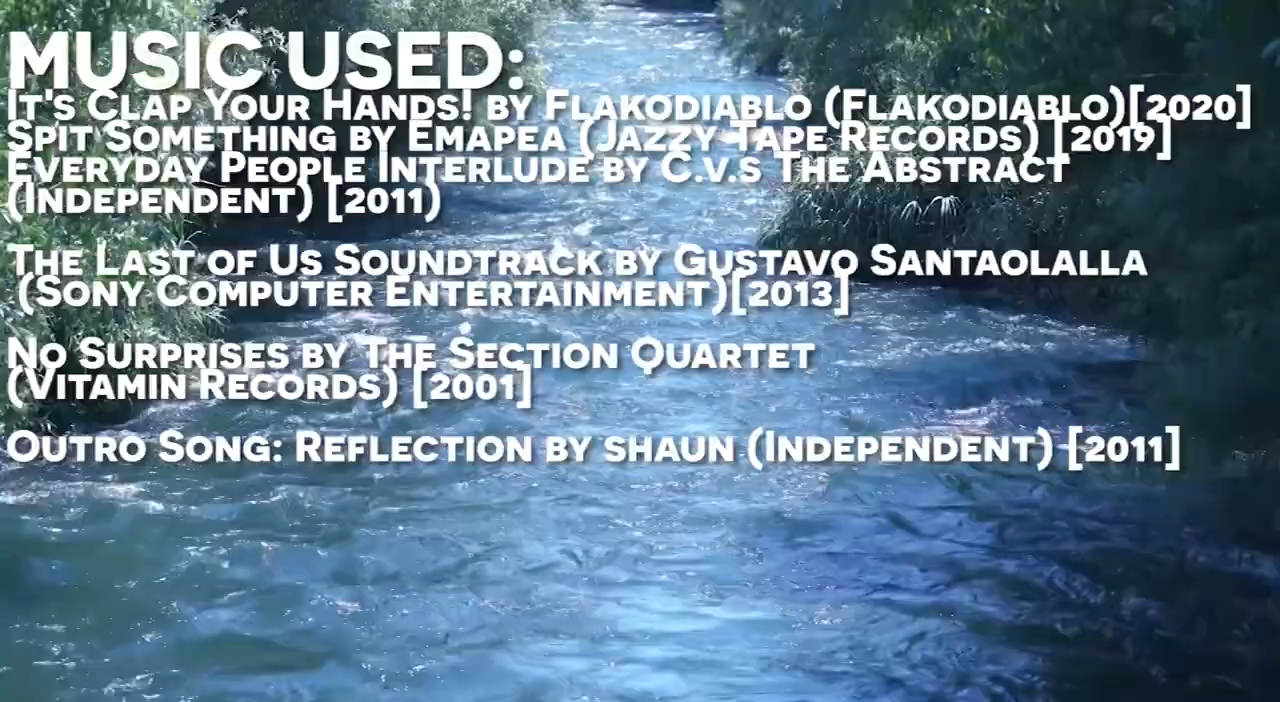 MUSIC USED:
It's Clap Your Hands! by Flakodiablo (Flakodiablo)[2020]
Spit Something by Emapea (Jazzy Tape Records) [2019]
Everyday People Interlude by C.v.s The Abstract
(Independent) [2011)
The Last of Us Soundtrack by Gustavo Santaolalla
(Sony Computer Entertainment)[2013]
No Surprises by The Section Quartet
(Vitamin Records) [2001]
Outro Song: Reflection by shaun (Independent) [2011]